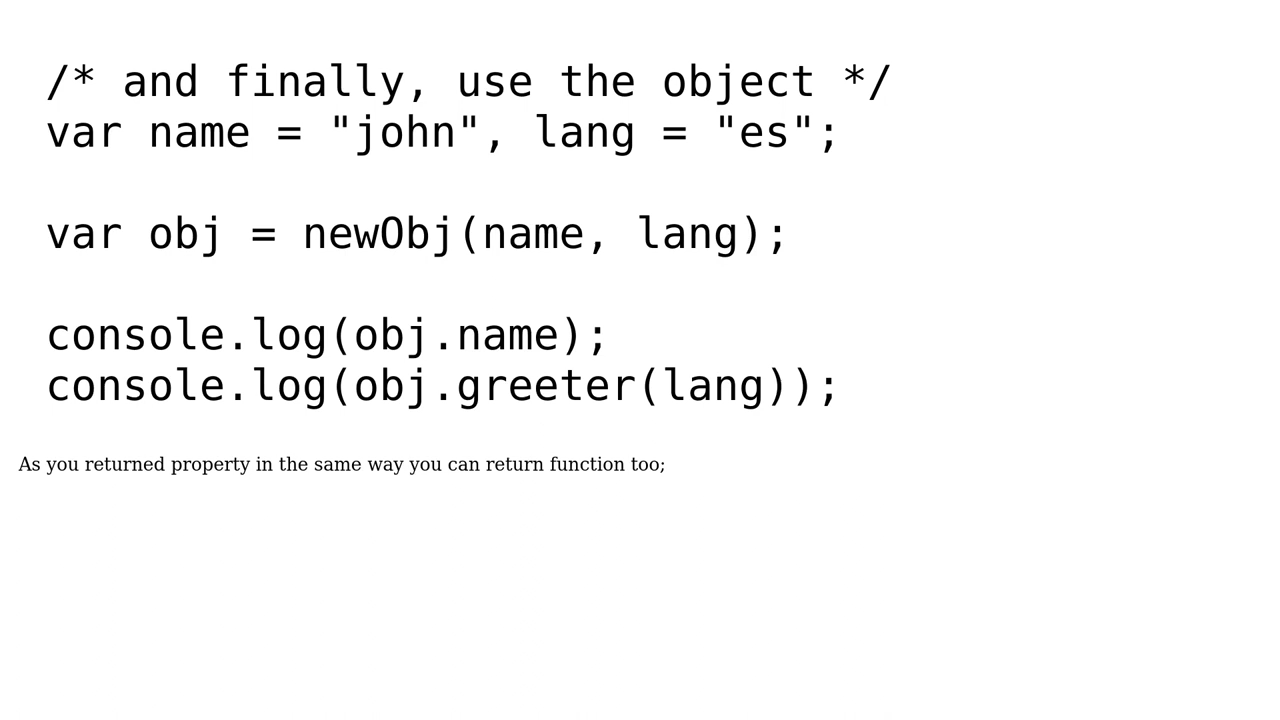 /* and finally, use the object */
var name = "john", lang = "es";
var obj = newObj(name, lang);
console.log(obj.name);
console.log(obj.greeter(lang));
As you returned property in the same way you can return function too;